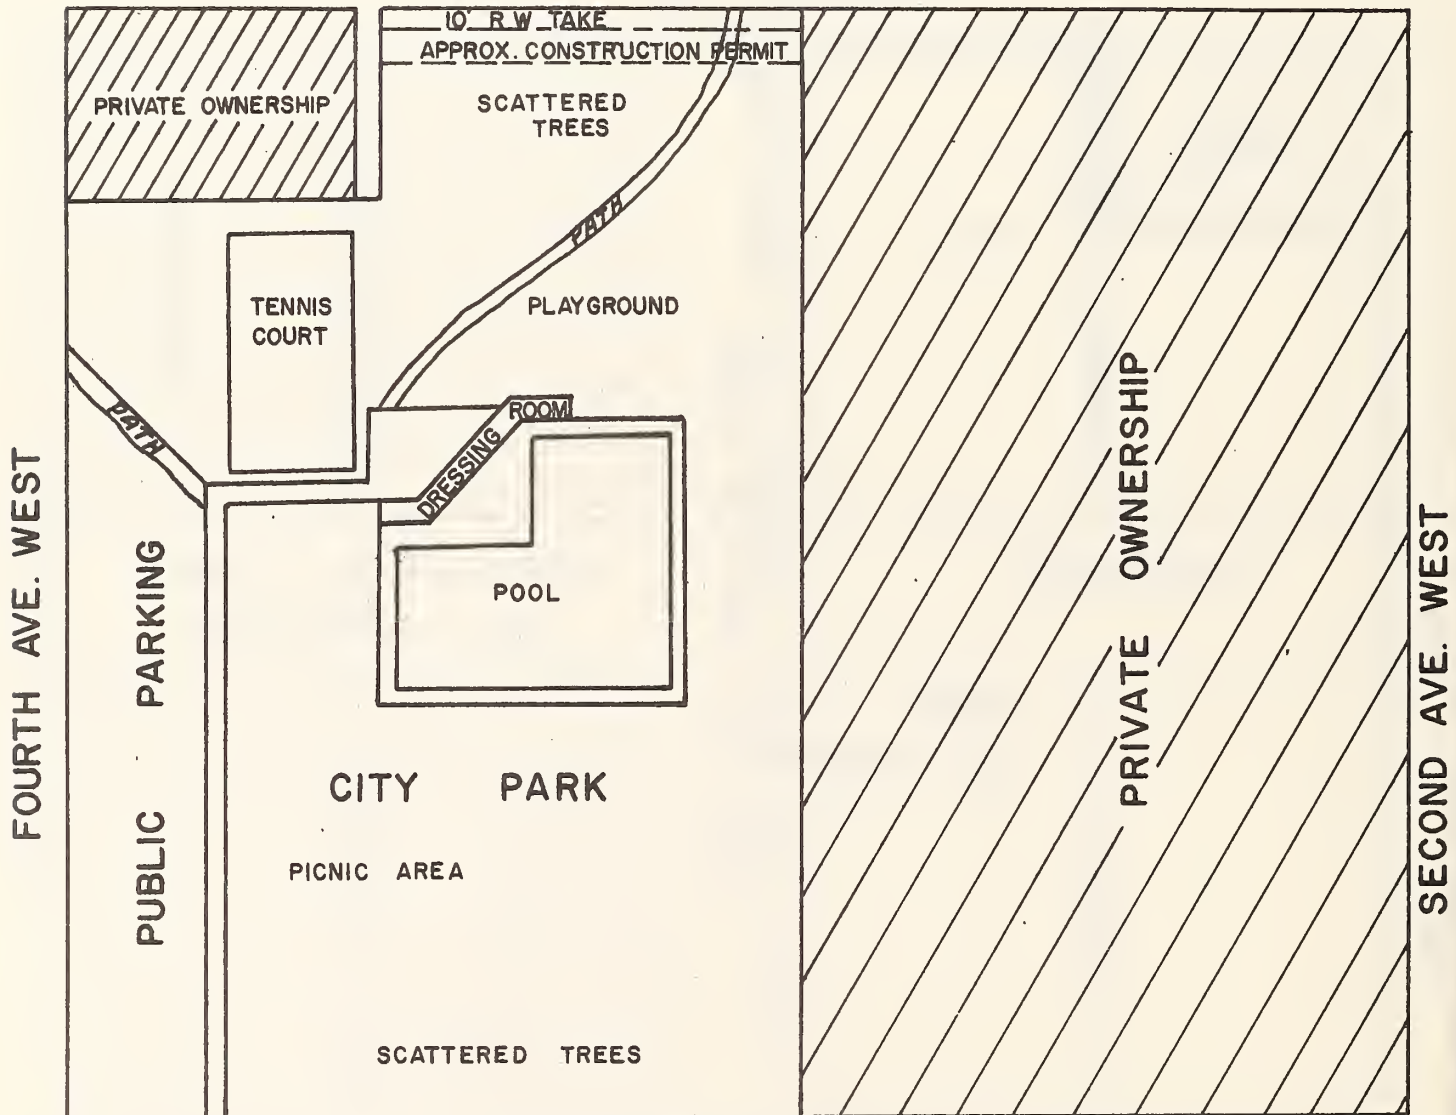 10' R.W. TAKE
APPROX. CONSTRUCTION PERMIT
PRIVATE OWNERSHIP
SCATTERED
TREES
PATH
TENNIS
COURT
PLAYGROUND
PATH
DRESSING ROOM
POOL
FOURTH AVE. WEST
PUBLIC PARKING
CITY PARK
PICNIC AREA
SCATTERED TREES
PRIVATE OWNERSHIP
SECOND AVE. WEST